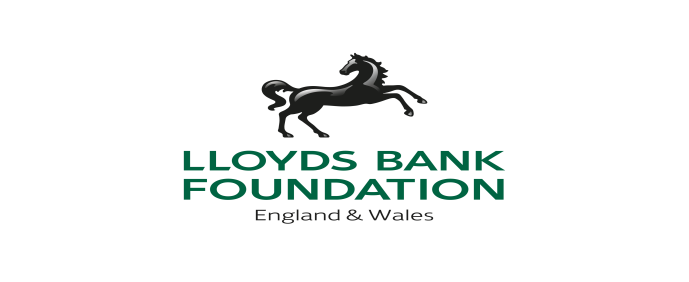 LLOYDS BANK
FOUNDATION
England & Wales